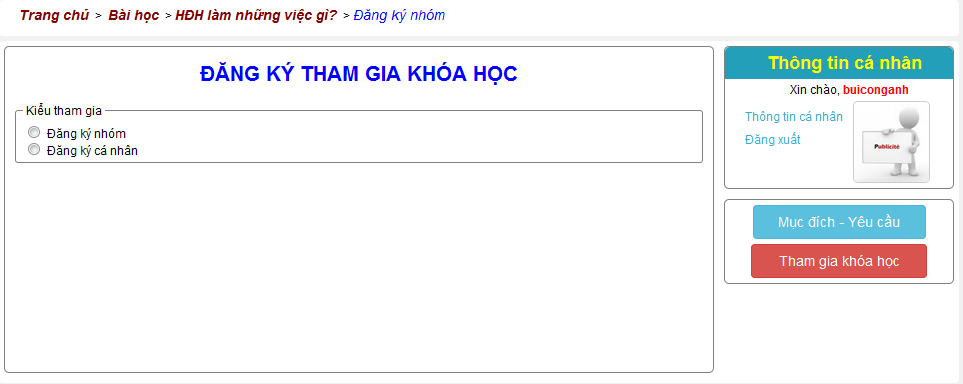 Trang chủ > Bài học > HĐH làm những việc gì? > Đăng ký nhóm
ĐĂNG KÝ THAM GIA KHÓA HỌC
Kiểu tham gia
Đăng ký nhóm
Đăng ký cá nhân
Thông tin cá nhân
Xin chào, buiconganh
Thông tin cá nhân
Đăng xuất
Publicité
Mục đích - Yêu cầu
Tham gia khóa học